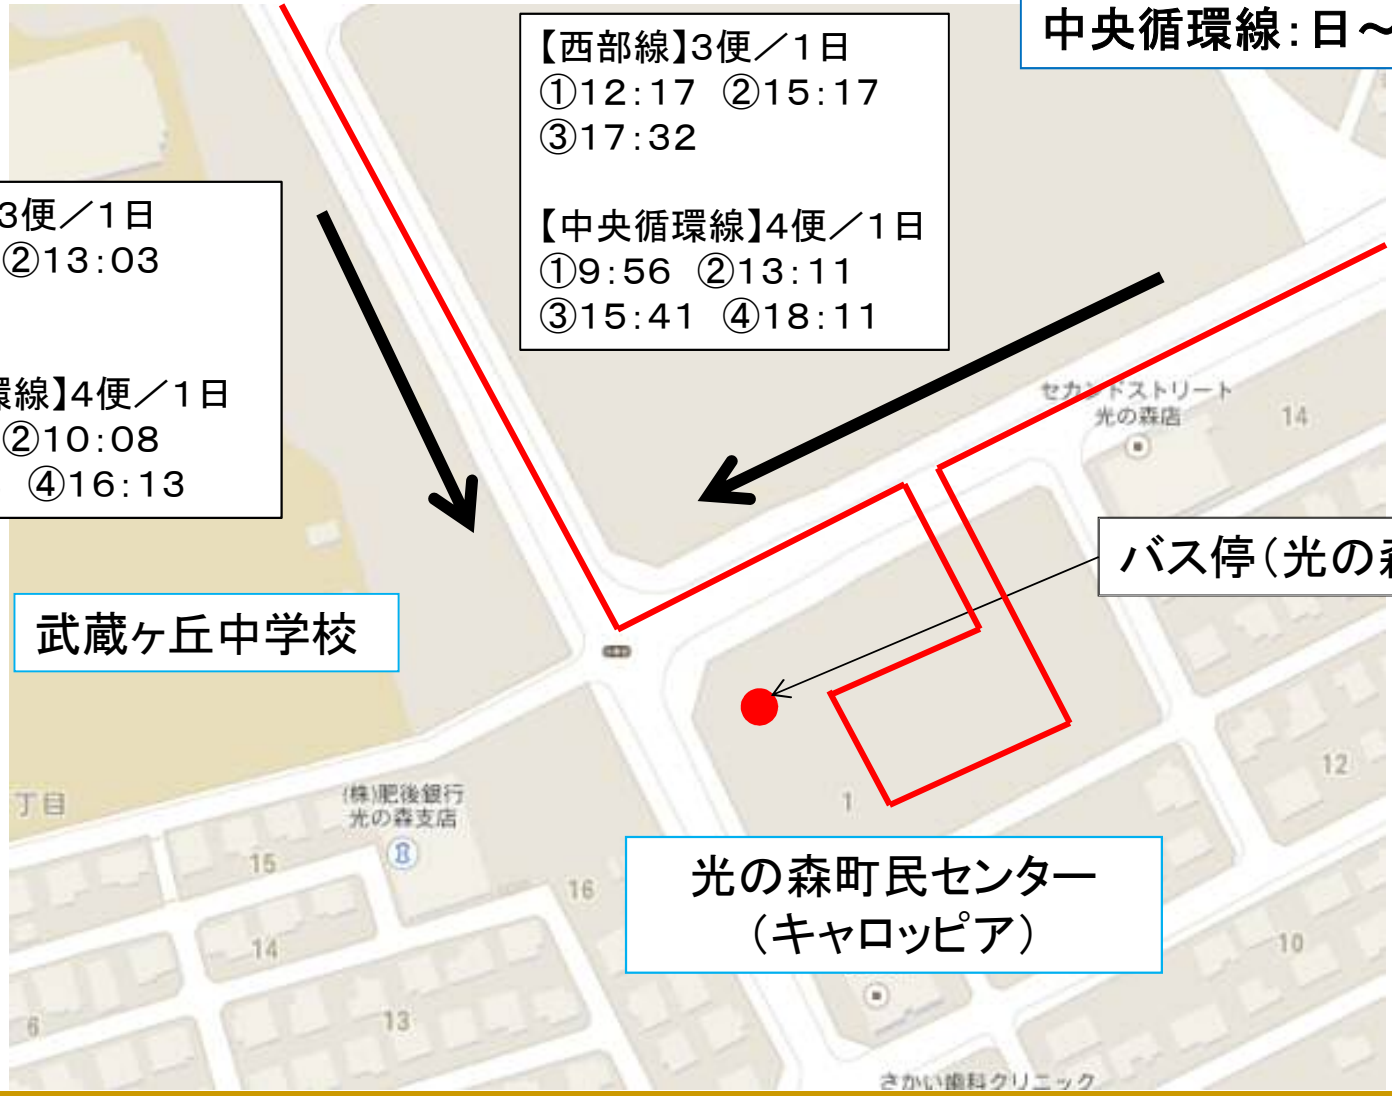 中央循環線：日～
【西部線】3便／1日
①12：17 ②15：17
③17：32
【中央循環線】4便／1日
①9：56 ②13：11
③15：41 ④18：11
3便／1日
②13：03
環線】4便／1日
②10：08
④16：13
セカンドストリート
光の森店
14
バス停（光の森
武蔵ヶ丘中学校
12
丁目
（株）肥後銀行
光の森支店
1
15
16
光の森町民センター
（キャロッピア）
14
10
13
6
さかい歯科クリニック